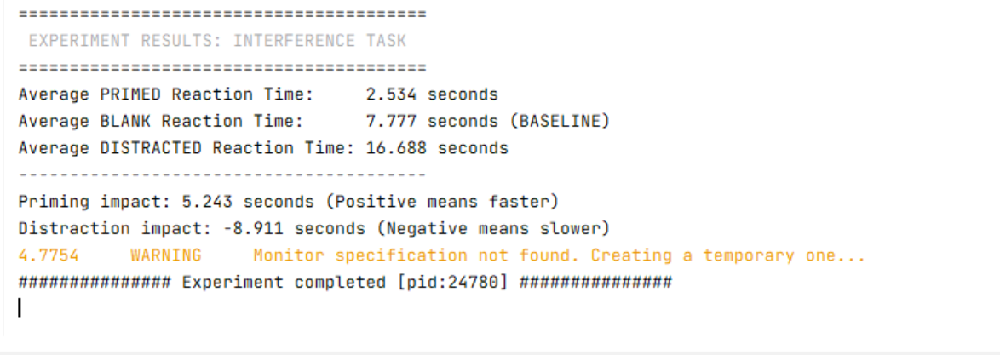 ========================================
EXPERIMENT RESULTS: INTERFERENCE TASK
========================================
Average PRIMED Reaction Time:     2.534 seconds
Average BLANK Reaction Time:      7.777 seconds (BASELINE)
Average DISTRACTED Reaction Time: 16.688 seconds
----------------------------------------
Priming impact: 5.243 seconds (Positive means faster)
Distraction impact: -8.911 seconds (Negative means slower)
4.7754     WARNING     Monitor specification not found. Creating a temporary one...
############### Experiment completed [pid:24780] ###############